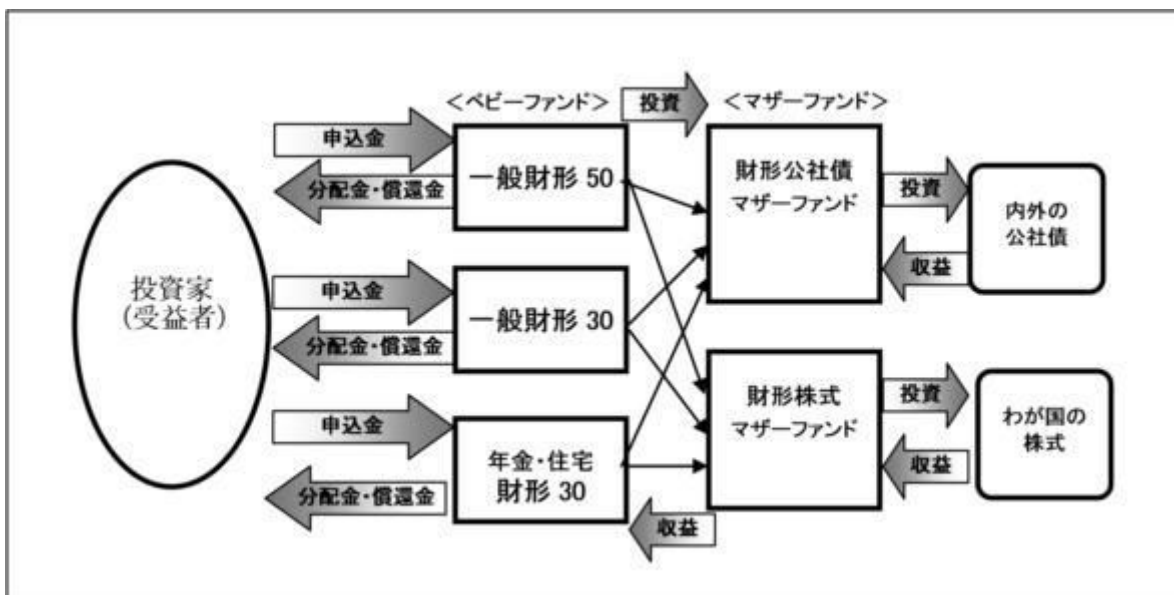 ＜ベビーファンド＞
投資
＜マザーファンド＞
申込金
分配金・償還金
一般財形 50
財形公社債
マザーファンド
投資
収益
内外の
公社債
投資家
（受益者）
申込金
分配金・償還金
一般財形 30
申込金
分配金・償還金
年金・住宅
財形 30
財形株式
マザーファンド
投資
収益
わが国の
株式
収益